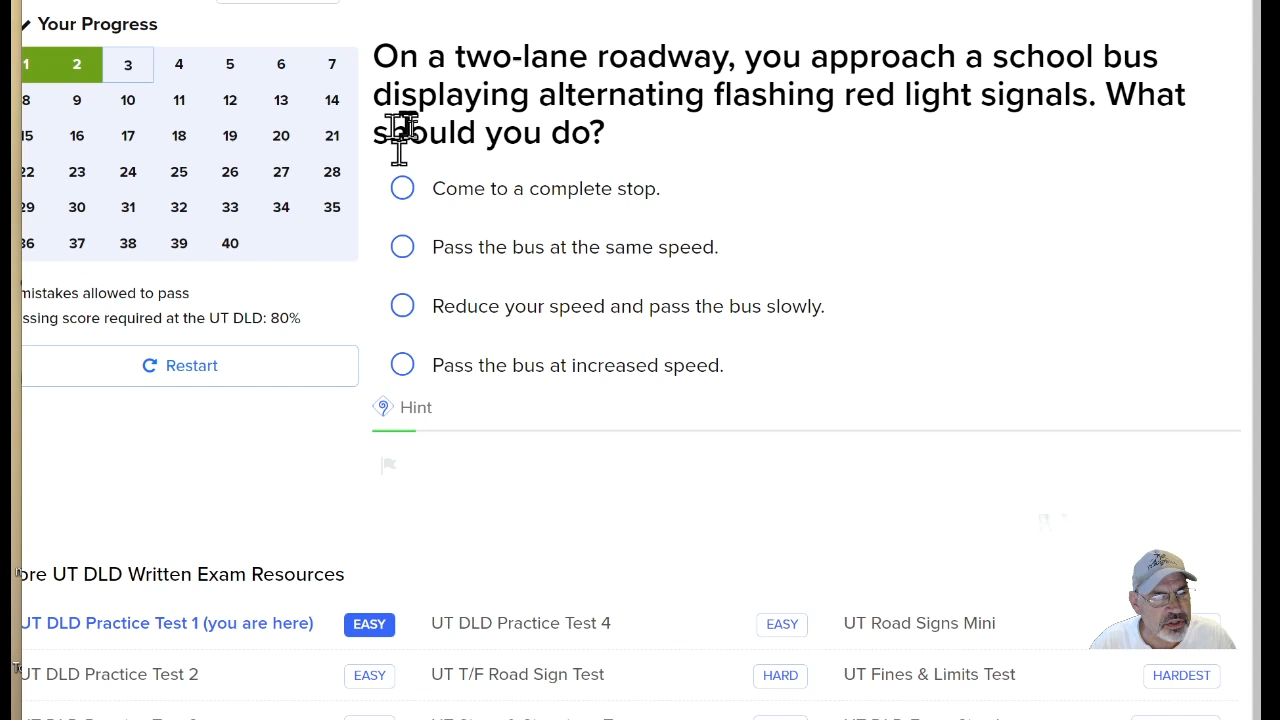 Your Progress
1 2 3 4 5 6 7
8 9 10 11 12 13 14
15 16 17 18 19 20 21
22 23 24 25 26 27 28
29 30 31 32 33 34 35
36 37 38 39 40
mistakes allowed to pass
ssing score required at the UT DLD: 80%
Restart
On a two-lane roadway, you approach a school bus
displaying alternating flashing red light signals. What
should you do?
Come to a complete stop.
Pass the bus at the same speed.
Reduce your speed and pass the bus slowly.
Pass the bus at increased speed.
Hint
ore UT DLD Written Exam Resources
UT DLD Practice Test 1 (you are here) EASY UT DLD Practice Test 4 EASY UT Road Signs Mini
UT DLD Practice Test 2 EASY UT T/F Road Sign Test HARD UT Fines & Limits Test HARDEST